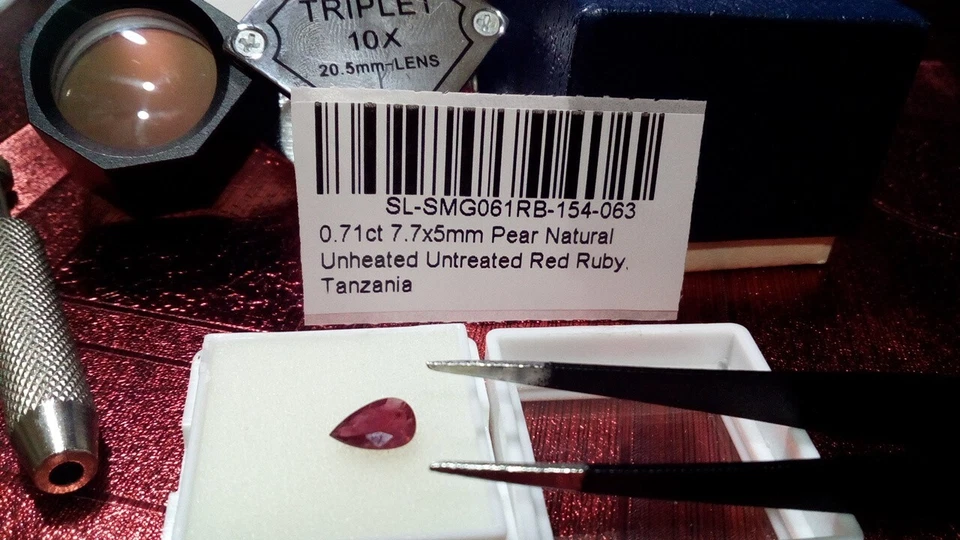 TRIPLET
10X
20.5mm-LENS
SL-SMG061RB-154-063
0.71ct 7.7x5mm Pear Natural
Unheated Untreated Red Ruby.
Tanzania